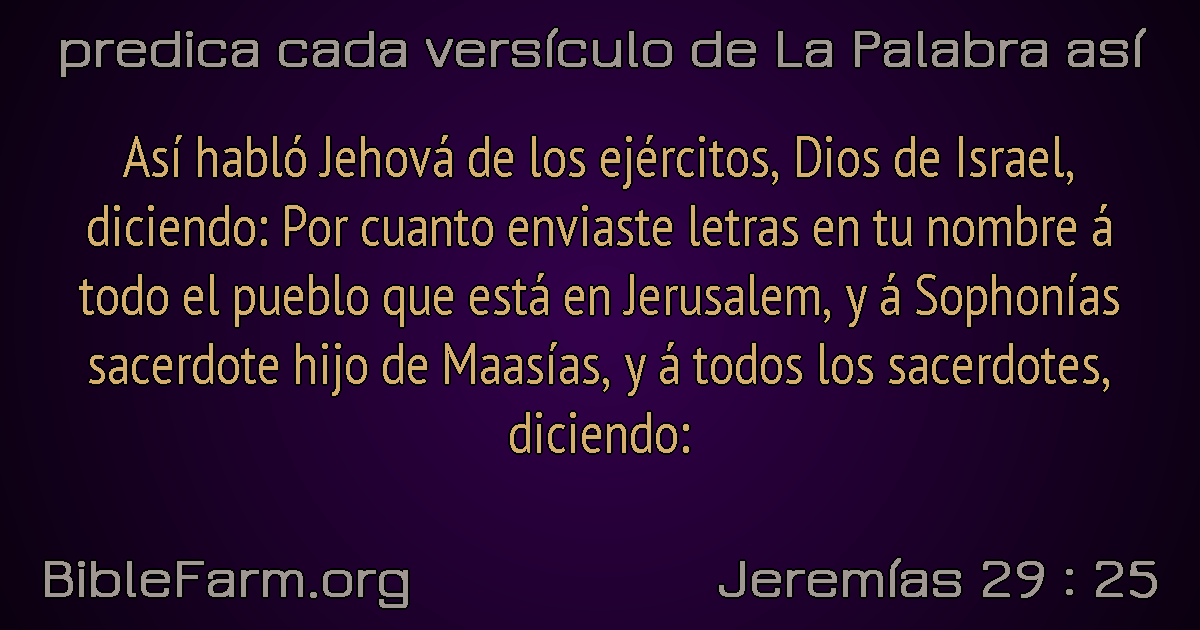 predica cada versículo de La Palabra así
Así habló Jehová de los ejércitos, Dios de Israel,
diciendo: Por cuanto enviaste letras en tu nombre á
todo el pueblo que está en Jerusalem, y á Sophonías
sacerdote hijo de Maasías, y á todos los sacerdotes,
diciendo:
BibleFarm.org
Jeremías 29 : 25